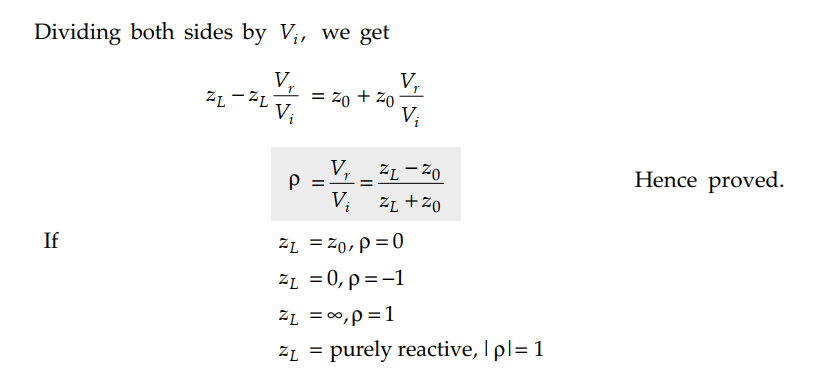 Dividing both sides by V_i, we get
z_L − z_L V_r/V_i = z_0 + z_0 V_r/V_i
ρ = V_r/V_i = (z_L − z_0)/(z_L + z_0) Hence proved.
If z_L = z_0, ρ = 0
z_L = 0, ρ = −1
z_L = ∞, ρ = 1
z_L = purely reactive, |ρ| = 1